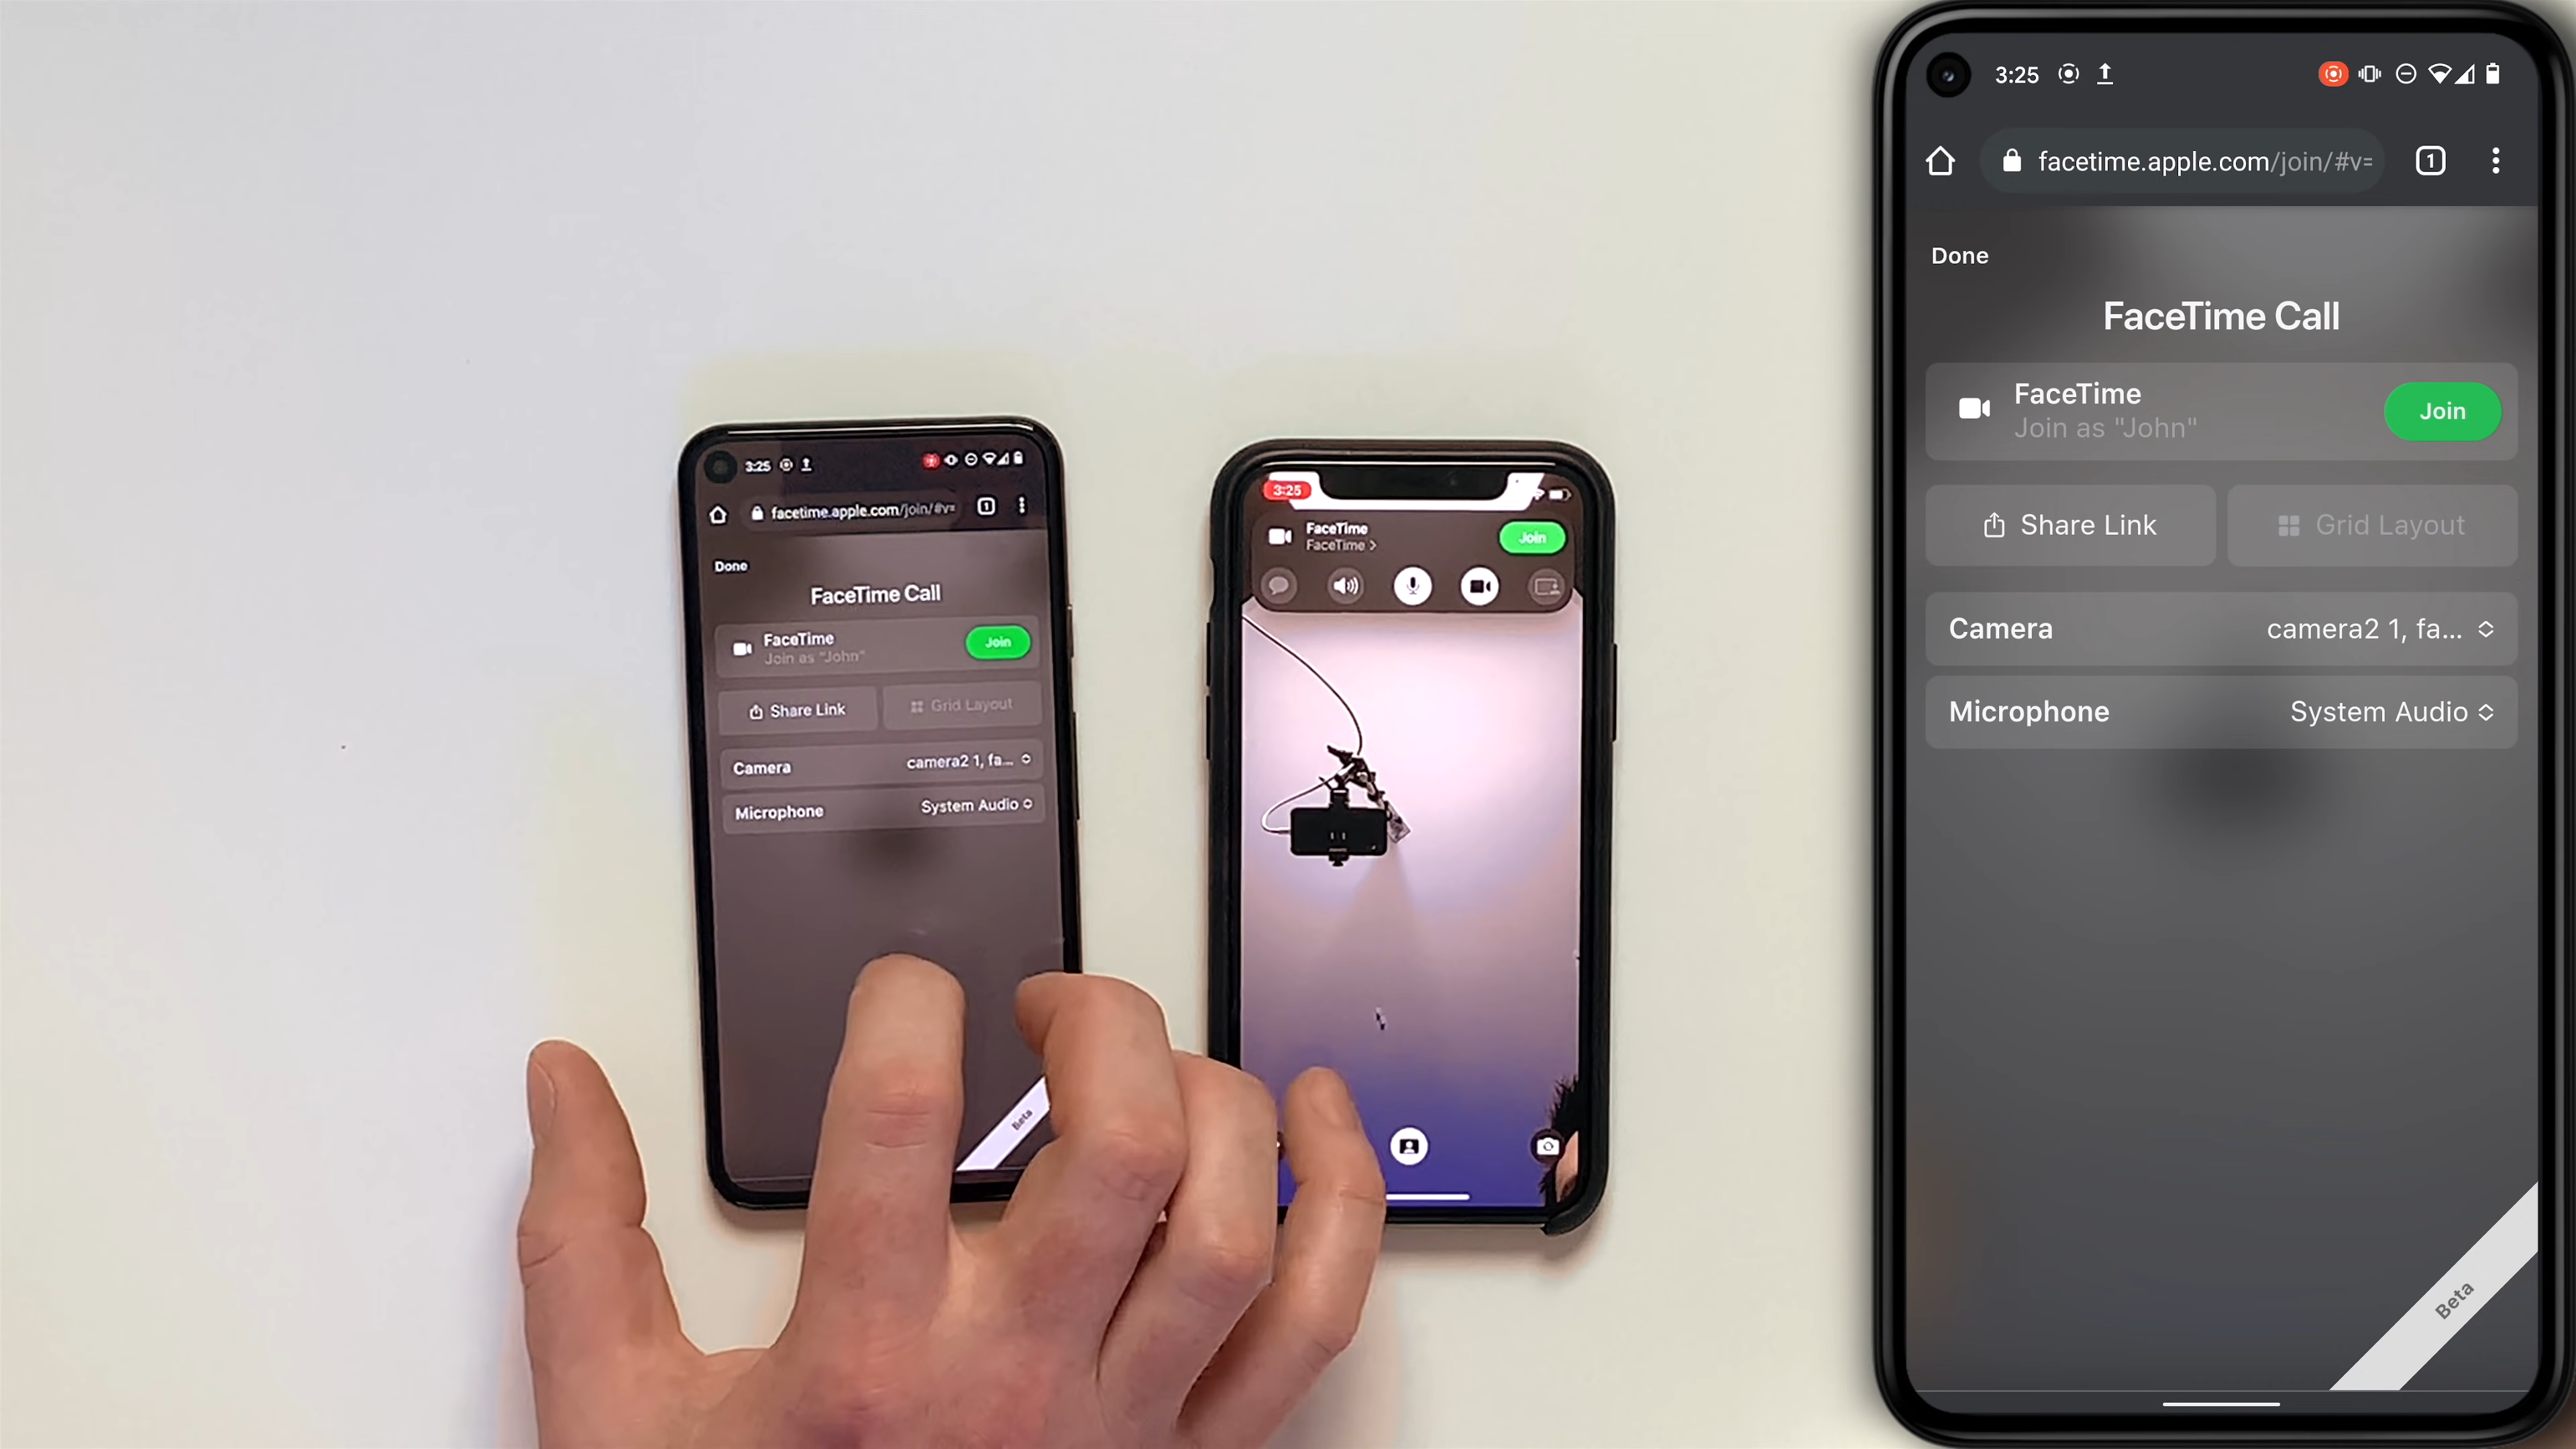 3:25
facetime.apple.com/join/#v=
1
Done
FaceTime Call
FaceTime
Join as "John"
Join
Share Link
Grid Layout
Camera
camera2 1, fa...
Microphone
System Audio
Beta
3:25
FaceTime
FaceTime >
Join
3:25
facetime.apple.com/join/#v=
1
Done
FaceTime Call
FaceTime
Join as "John"
Join
Share Link
Grid Layout
Camera
camera2 1, fa...
Microphone
System Audio
Beta